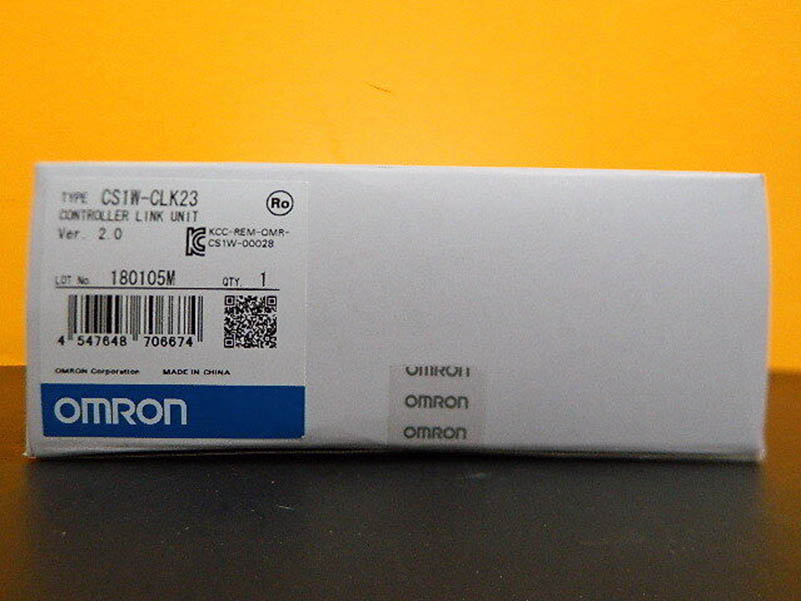 TYPE CS1W-CLK23
CONTROLLER LINK UNIT
Ver. 2.0
Ro
KC
KCC-REM-OMR-
CS1W-00028
LOT No. 180105M QTY. 1
4 547648 706674
OMRON Corporation MADE IN CHINA
OMRON
OMRON
OMRON
OMRON